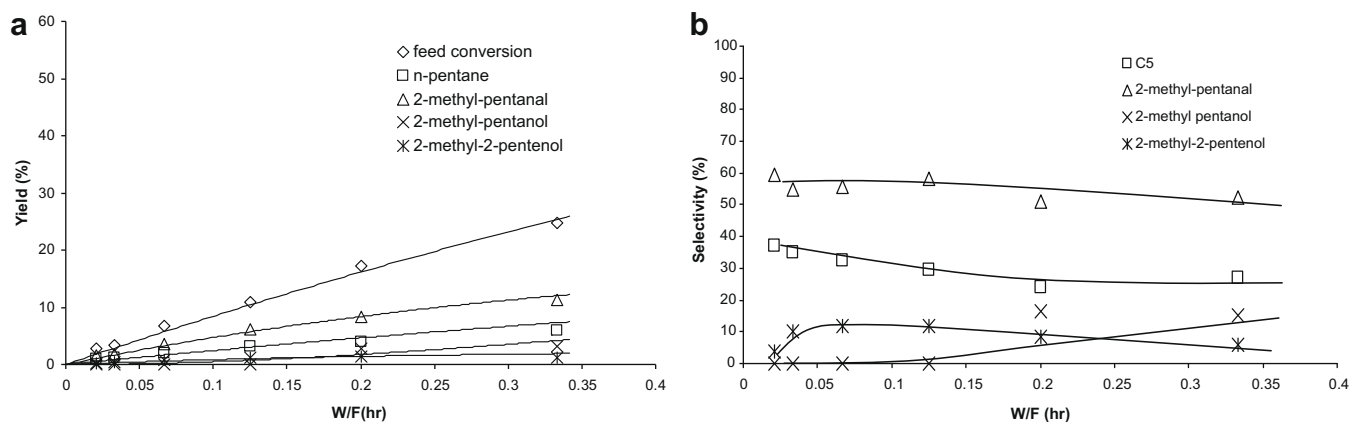 a
60
50
40
30
20
10
0
Yield (%)
feed conversion
n-pentane
2-methyl-pentanal
2-methyl-pentanol
2-methyl-2-pentenol
0 0.05 0.1 0.15 0.2 0.25 0.3 0.35 0.4
W/F(hr)
b
100
90
80
70
60
50
40
30
20
10
0
Selectivity (%)
C5
2-methyl-pentanal
2-methyl pentanol
2-methyl-2-pentenol
0 0.05 0.1 0.15 0.2 0.25 0.3 0.35 0.4
W/F (hr)